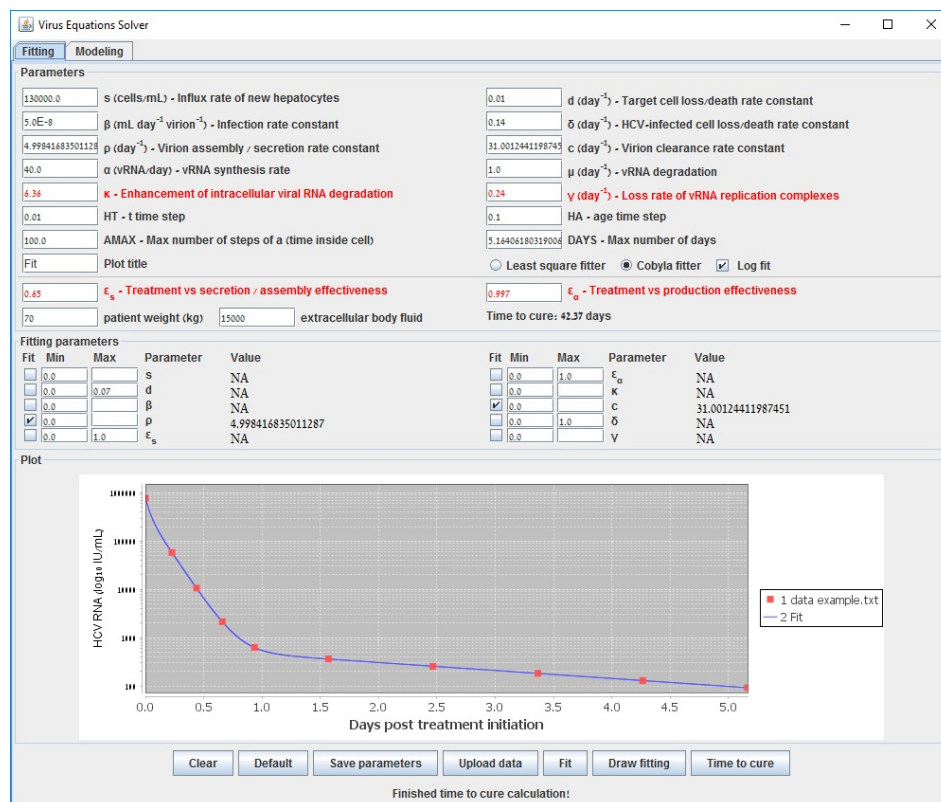 Virus Equations Solver
Fitting Modeling
Parameters
130000.0 s (cells/mL) - Influx rate of new hepatocytes 0.01 d (day⁻¹) - Target cell loss/death rate constant
5.0E-8 β (mL day⁻¹ virion⁻¹) - Infection rate constant 0.14 δ (day⁻¹) - HCV-infected cell loss/death rate constant
4.99841683501128 ρ (day⁻¹) - Virion assembly / secretion rate constant 31.0012441198745 c (day⁻¹) - Virion clearance rate constant
40.0 α (vRNA/day) - vRNA synthesis rate 1.0 μ (day⁻¹) - vRNA degradation
6.36 κ - Enhancement of intracellular viral RNA degradation 0.24 γ (day⁻¹) - Loss rate of vRNA replication complexes
0.01 HT - t time step 0.1 HA - age time step
100.0 AMAX - Max number of steps of a (time inside cell) 5.16406180319006 DAYS - Max number of days
Fit Plot title Least square fitter Cobyla fitter Log fit
0.65 εs - Treatment vs secretion / assembly effectiveness 0.997 εα - Treatment vs production effectiveness
70 patient weight (kg) 15000 extracellular body fluid Time to cure: 42.37 days
Fitting parameters
Fit Min Max Parameter Value Fit Min Max Parameter Value
0.0 s NA 0.0 1.0 εα NA
0.0 0.07 d NA 0.0 κ NA
0.0 β NA 0.0 c 31.00124411987451
0.0 ρ 4.998416835011287 0.0 1.0 δ NA
0.0 1.0 εs NA 0.0 γ NA
Plot
HCV RNA (log₁₀ IU/mL)
1000000
100000
10000
1000
100
0.0 0.5 1.0 1.5 2.0 2.5 3.0 3.5 4.0 4.5 5.0
Days post treatment initiation
1 data example.txt
2 Fit
Clear Default Save parameters Upload data Fit Draw fitting Time to cure
Finished time to cure calculation!